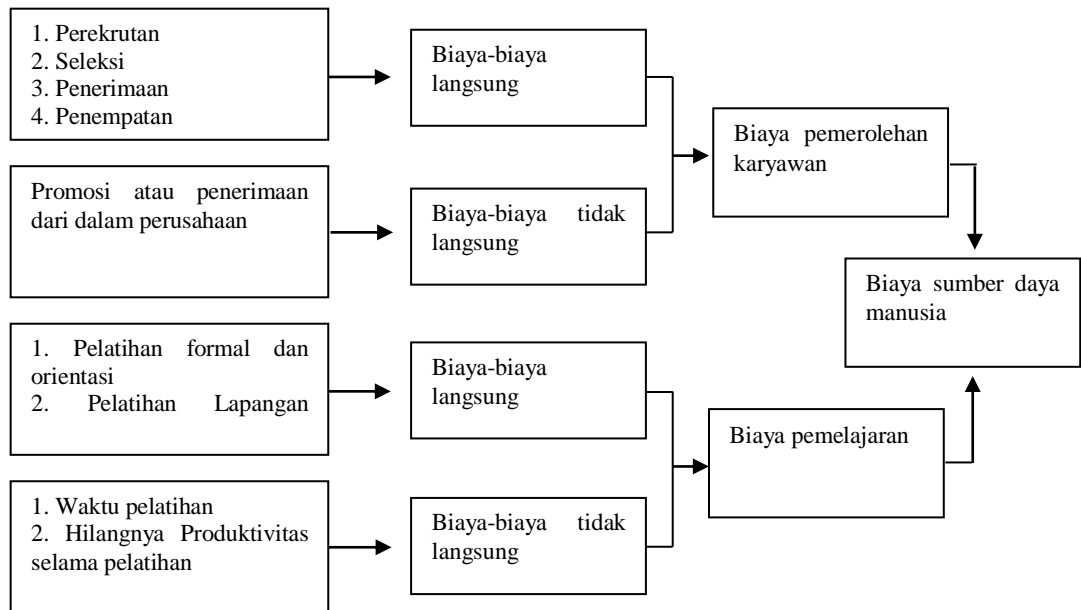 1. Perekrutan
2. Seleksi
3. Penerimaan
4. Penempatan
Biaya-biaya
langsung
Biaya pemerolehan
karyawan
Promosi atau penerimaan
dari dalam perusahaan
Biaya-biaya tidak
langsung
Biaya sumber daya
manusia
1. Pelatihan formal dan
orientasi
2. Pelatihan Lapangan
Biaya-biaya
langsung
Biaya pemelajaran
1. Waktu pelatihan
2. Hilangnya Produktivitas
selama pelatihan
Biaya-biaya tidak
langsung